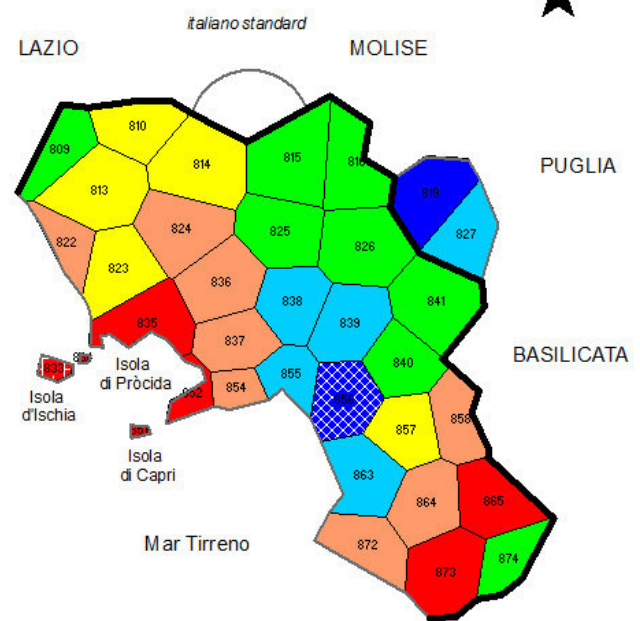 italiano standard
LAZIO
MOLISE
810
809
815
814
PUGLIA
813
819
824
825
827
822
826
823
836
841
838
835
839
837
840
BASILICATA
Isola
di Pròcida
833
855
854
Isola
d'Ischia
857
858
Isola
di Capri
863
865
864
Mar Tirreno
872
874
873